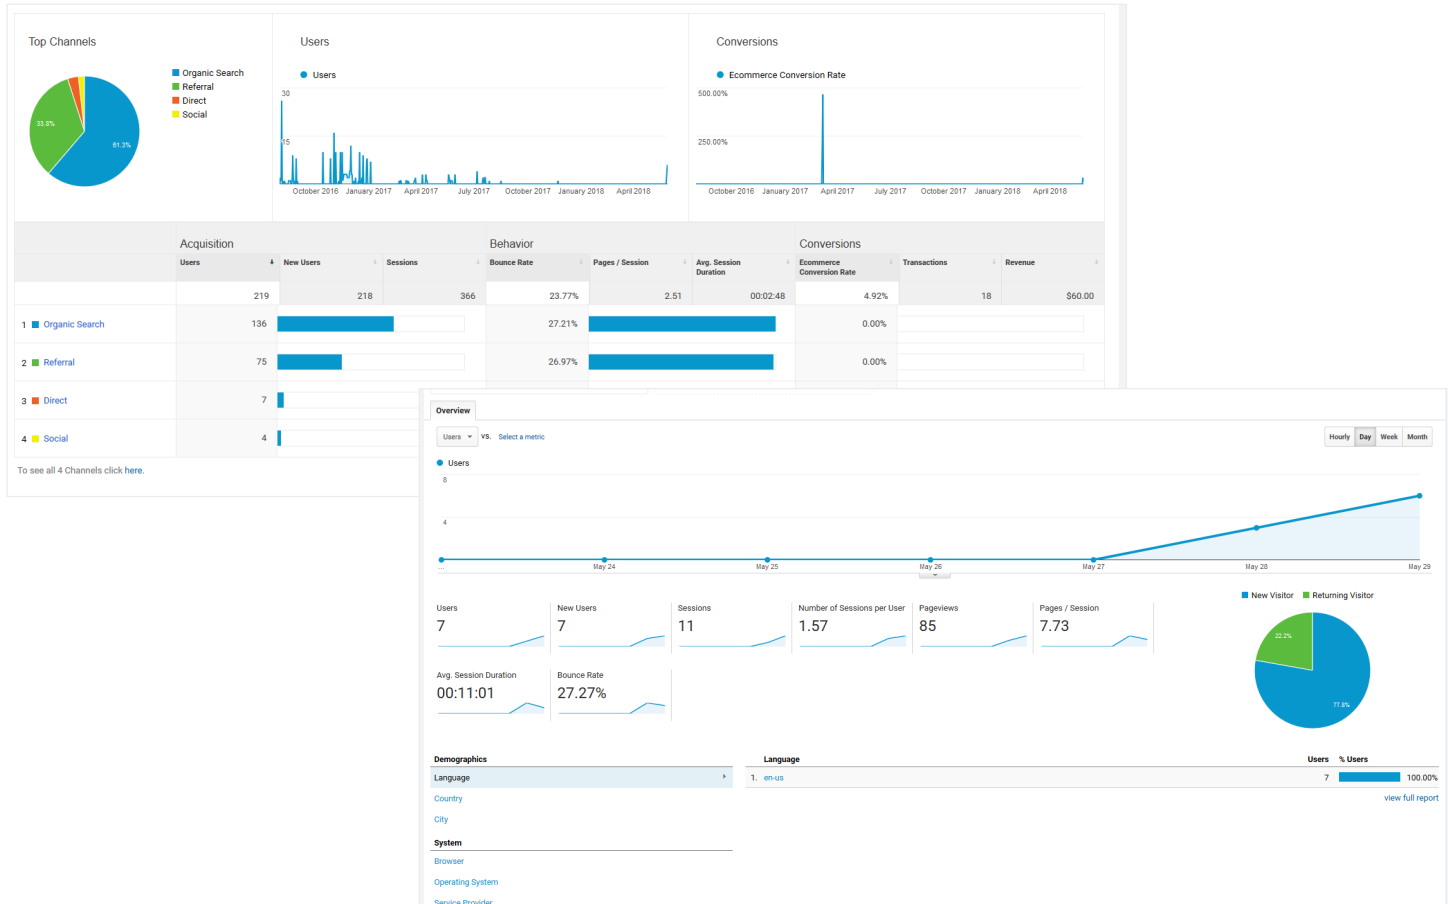 Top Channels
Organic Search
Referral
Direct
Social
33.8%
61.3%
Users
Users
30
15
October 2016 January 2017 April 2017 July 2017 October 2017 January 2018 April 2018
Conversions
Ecommerce Conversion Rate
500.00%
250.00%
October 2016 January 2017 April 2017 July 2017 October 2017 January 2018 April 2018
Acquisition Behavior Conversions
Users New Users Sessions Bounce Rate Pages / Session Avg. Session Duration Ecommerce Conversion Rate Transactions Revenue
219 218 366 23.77% 2.51 00:02:48 4.92% 18 $60.00
1 Organic Search 136 27.21% 0.00%
2 Referral 75 26.97% 0.00%
3 Direct 7
4 Social 4
To see all 4 Channels click here.
Overview
Users VS. Select a metric
Hourly Day Week Month
Users
8
4
... May 24 May 25 May 26 May 27 May 28 May 29
New Visitor Returning Visitor
22.2%
77.8%
Users New Users Sessions Number of Sessions per User Pageviews Pages / Session
7 7 11 1.57 85 7.73
Avg. Session Duration Bounce Rate
00:11:01 27.27%
Demographics
Language
Country
City
System
Browser
Operating System
Service Provider
Language Users % Users
1. en-us 7 100.00%
view full report